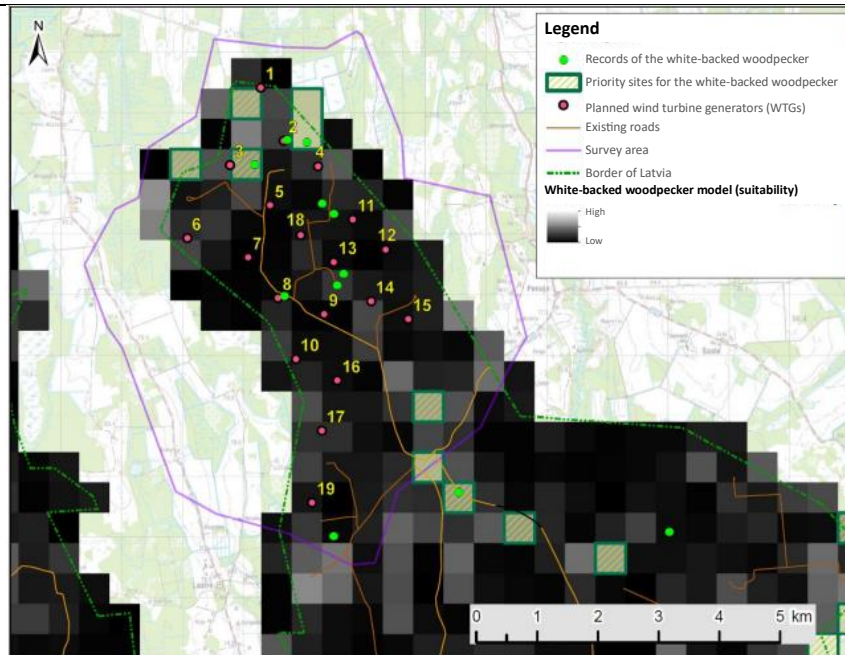 N
Legend
Records of the white-backed woodpecker
Priority sites for the white-backed woodpecker
Planned wind turbine generators (WTGs)
Existing roads
Survey area
Border of Latvia
White-backed woodpecker model (suitability)
High
Low
1
2
3
4
5
6
7
18
11
12
13
8
9
14
15
10
16
17
19
0 1 2 3 4 5 km